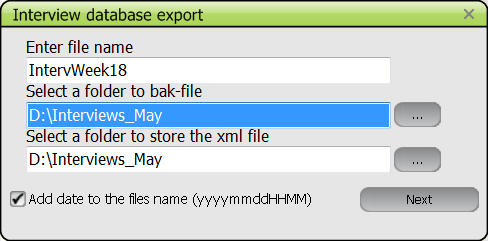 Interview database export
Enter file name
IntervWeek18
Select a folder to bak-file
D:\Interviews_May
...
Select a folder to store the xml file
D:\Interviews_May
...
Add date to the files name (yyyymmddHHMM)
Next